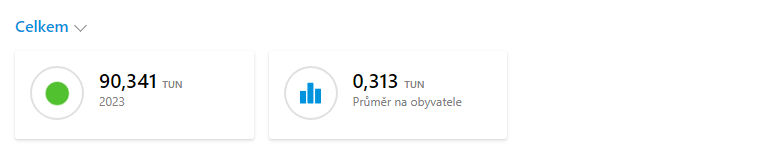 Celkem
90,341 TUN
2023
0,313 TUN
Průměr na obyvatele